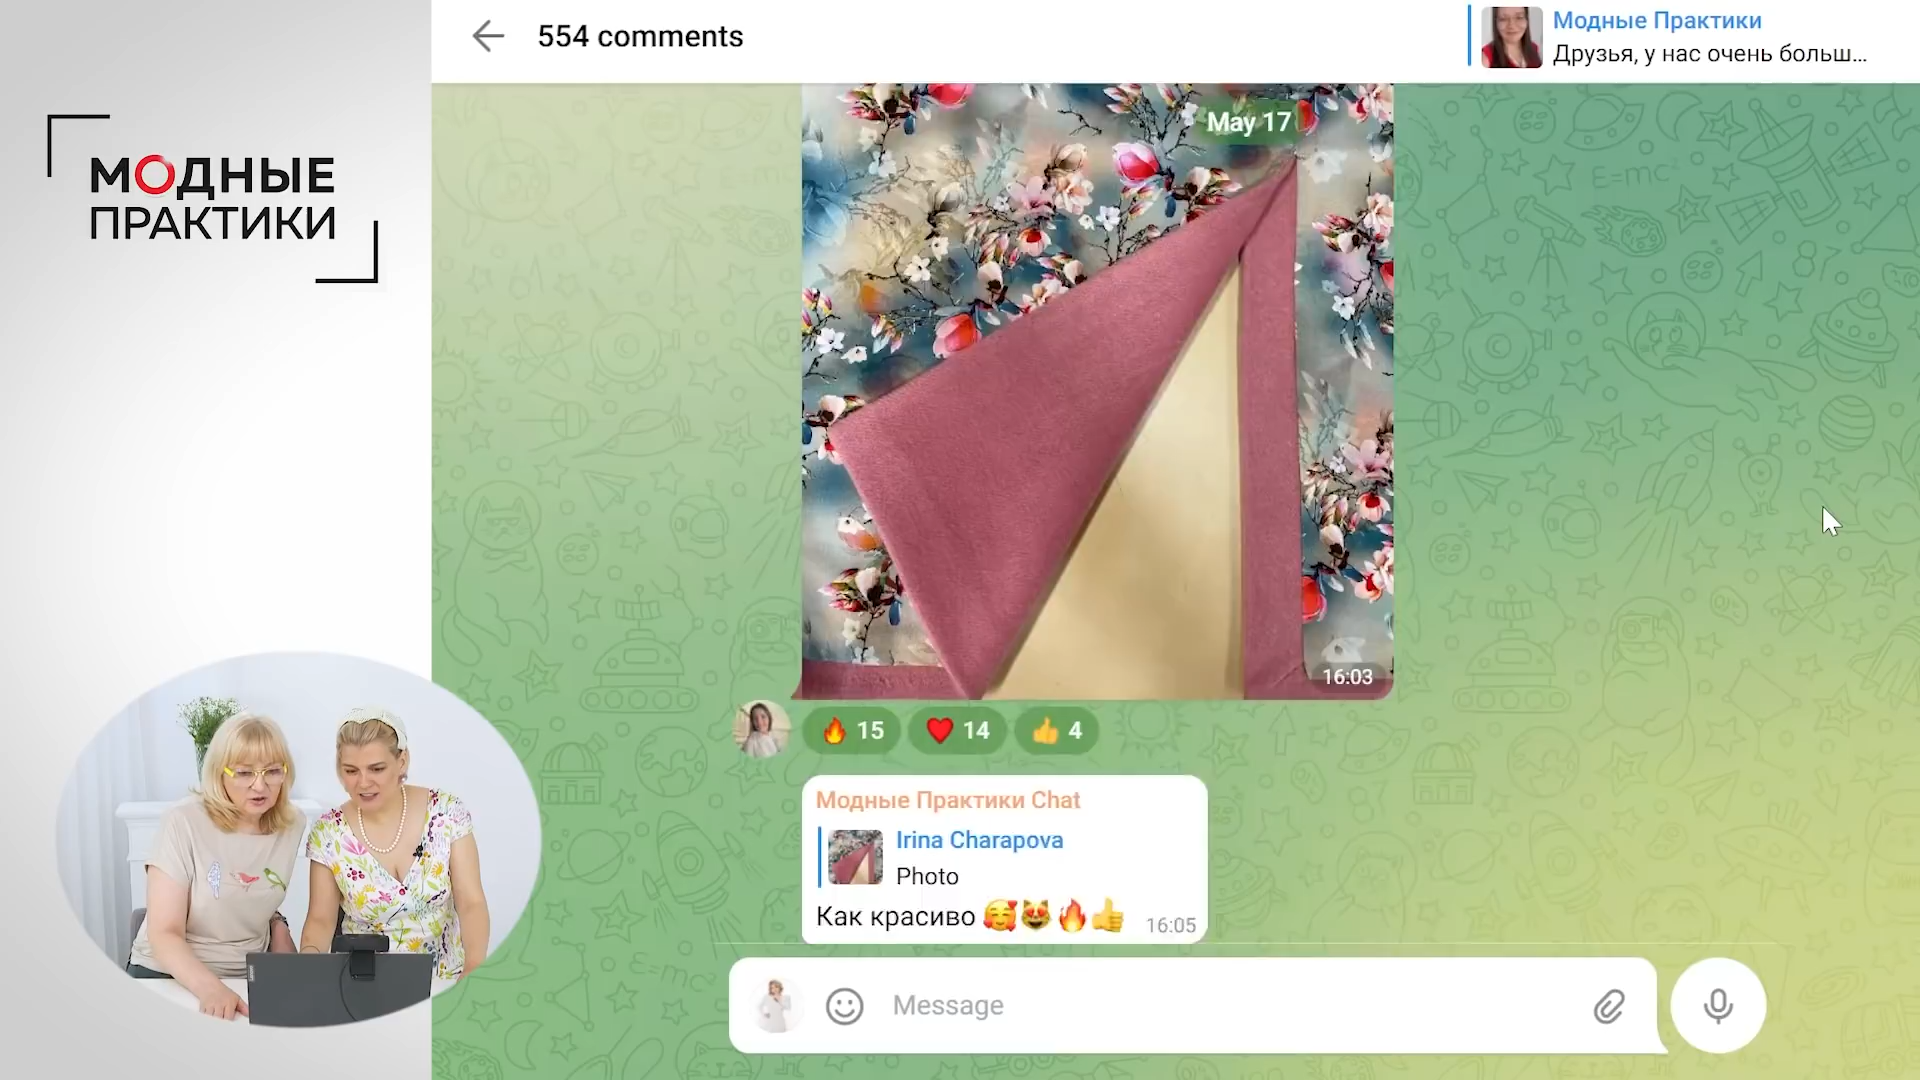 МОДНЫЕ
ПРАКТИКИ
554 comments
Модные Практики
Друзья, у нас очень больш...
May 17
16:03
15
14
4
Модные Практики Chat
Irina Charapova
Photo
Как красиво 🥰😻🔥👍
16:05
Message